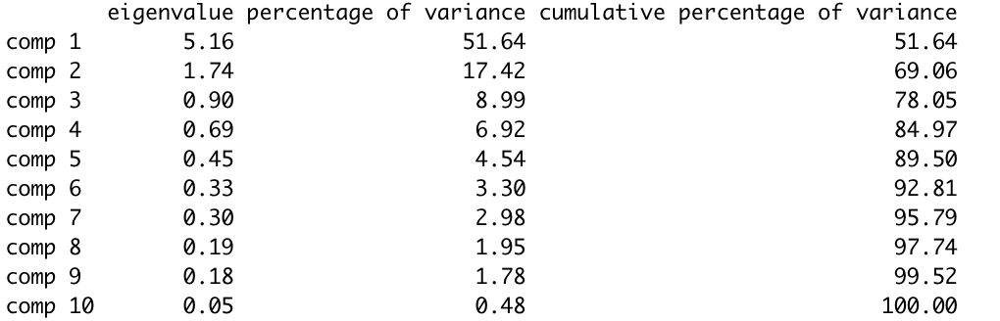 eigenvalue percentage of variance cumulative percentage of variance
comp 1 5.16 51.64 51.64
comp 2 1.74 17.42 69.06
comp 3 0.90 8.99 78.05
comp 4 0.69 6.92 84.97
comp 5 0.45 4.54 89.50
comp 6 0.33 3.30 92.81
comp 7 0.30 2.98 95.79
comp 8 0.19 1.95 97.74
comp 9 0.18 1.78 99.52
comp 10 0.05 0.48 100.00